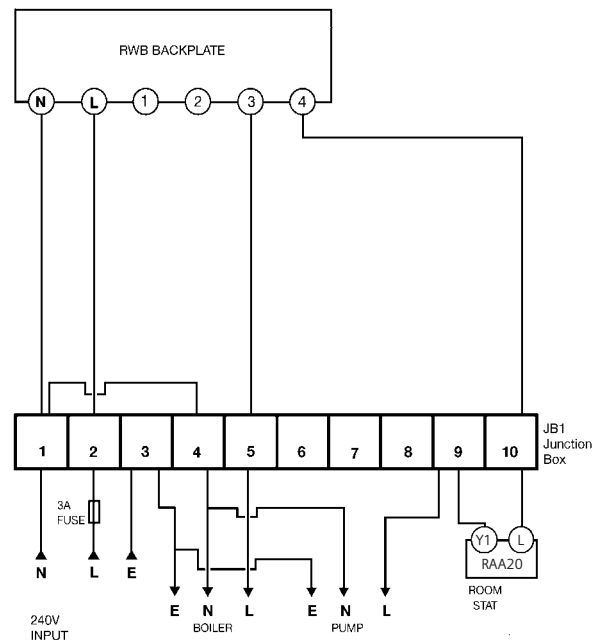 RWB BACKPLATE
N L 1 2 3 4
1 2 3 4 5 6 7 8 9 10
JB1
Junction
Box
3A
FUSE
Y1 L
RAA20
N L E
ROOM
STAT
E N L E N L
BOILER PUMP
240V
INPUT